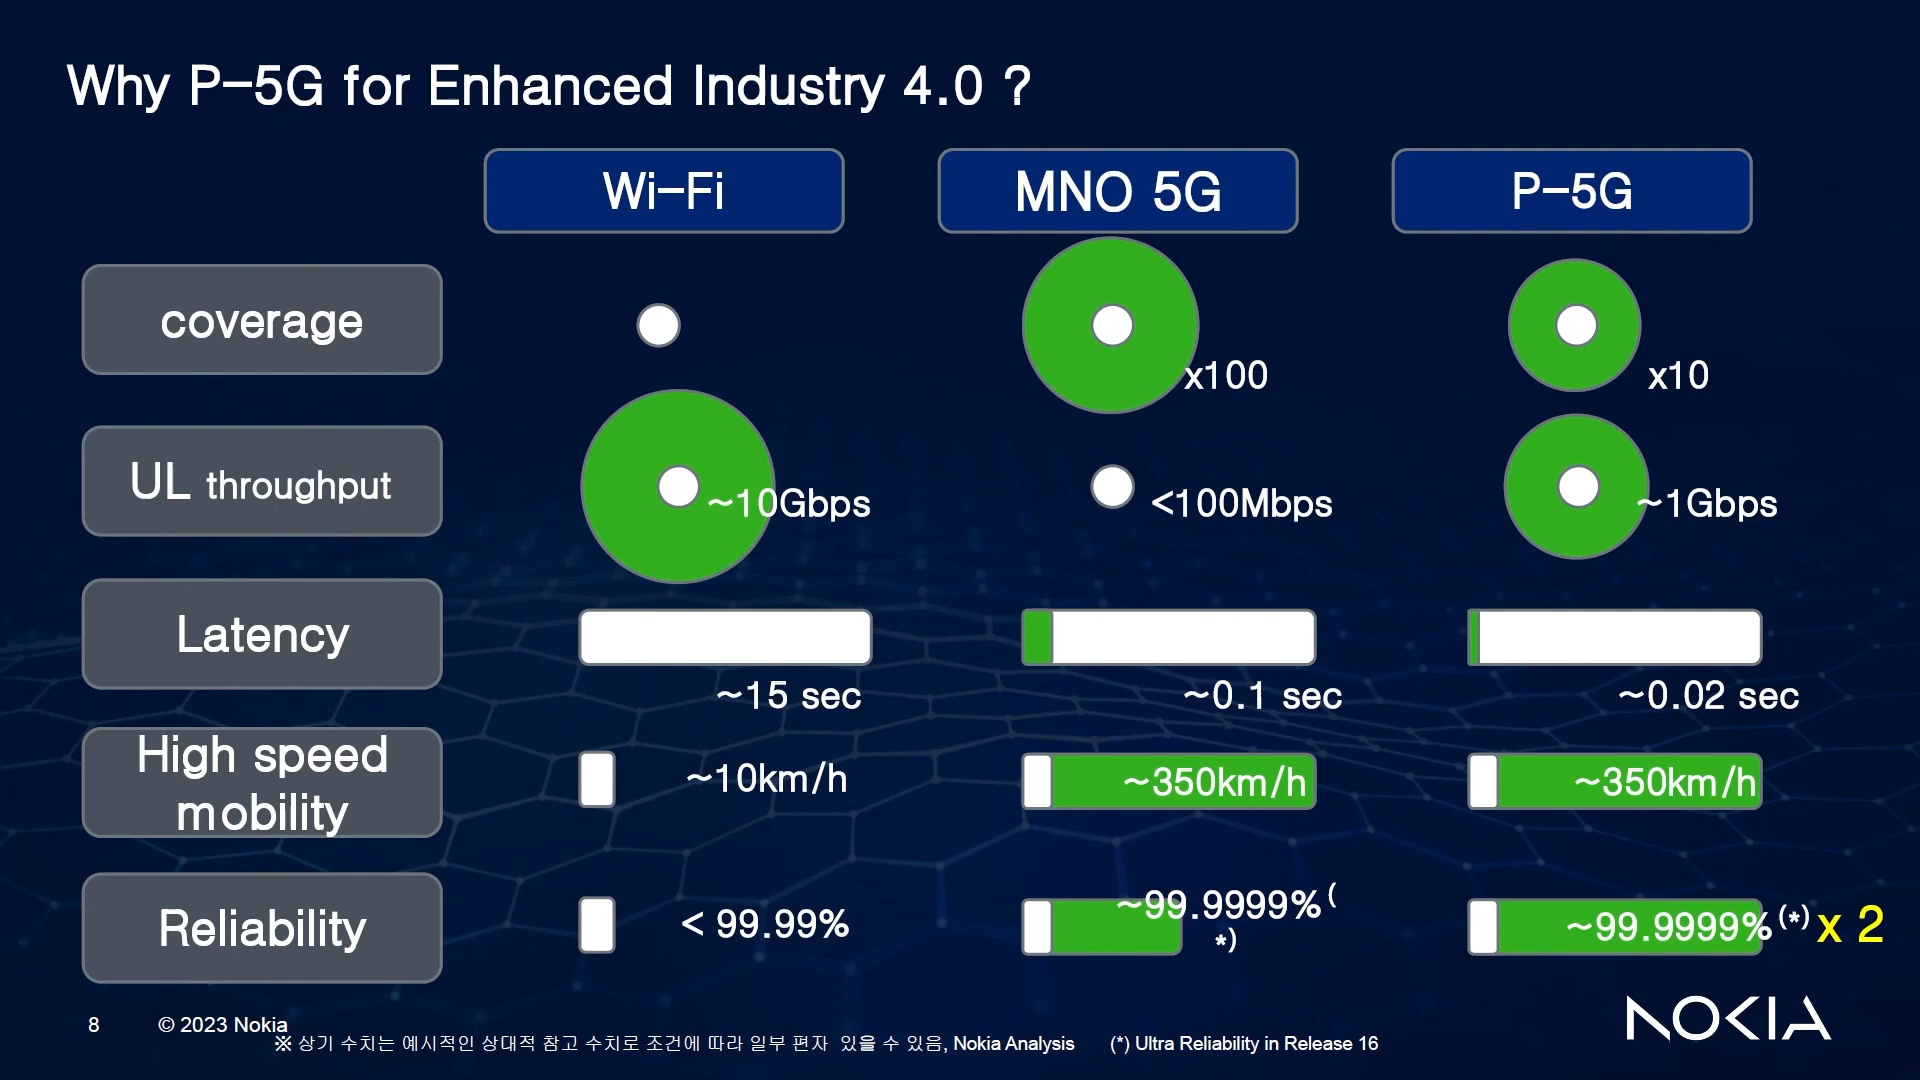 Why P-5G for Enhanced Industry 4.0 ?
Wi-Fi
MNO 5G
P-5G
coverage
x100
x10
UL throughput
~10Gbps
<100Mbps
~1Gbps
Latency
~15 sec
~0.1 sec
~0.02 sec
High speed
mobility
~10km/h
~350km/h
~350km/h
Reliability
< 99.99%
~99.9999%(
*)
~99.9999%(*) x 2
8
© 2023 Nokia
※ 상기 수치는 예시적인 상대적 참고 수치로 조건에 따라 일부 편자 있을 수 있음, Nokia Analysis
(*) Ultra Reliability in Release 16
NOKIA